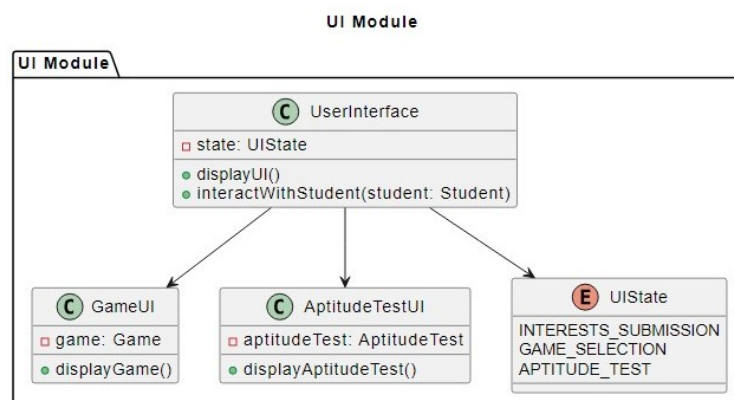 UI Module
UI Module
C UserInterface
state: UIState
displayUI()
interactWithStudent(student: Student)
C GameUI
game: Game
displayGame()
C AptitudeTestUI
aptitudeTest: AptitudeTest
displayAptitudeTest()
E UIState
INTERESTS_SUBMISSION
GAME_SELECTION
APTITUDE_TEST